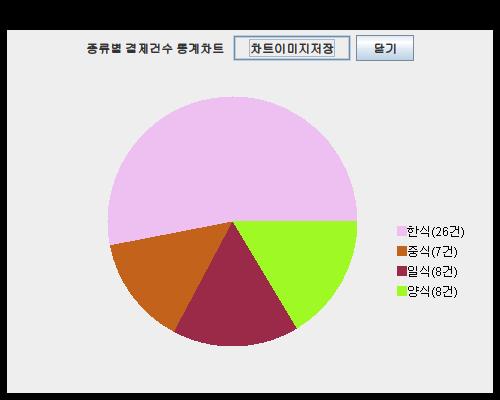 종류별 결제건수 통계차트 차트이미지저장 닫기
한식(26건)
중식(7건)
일식(8건)
양식(8건)